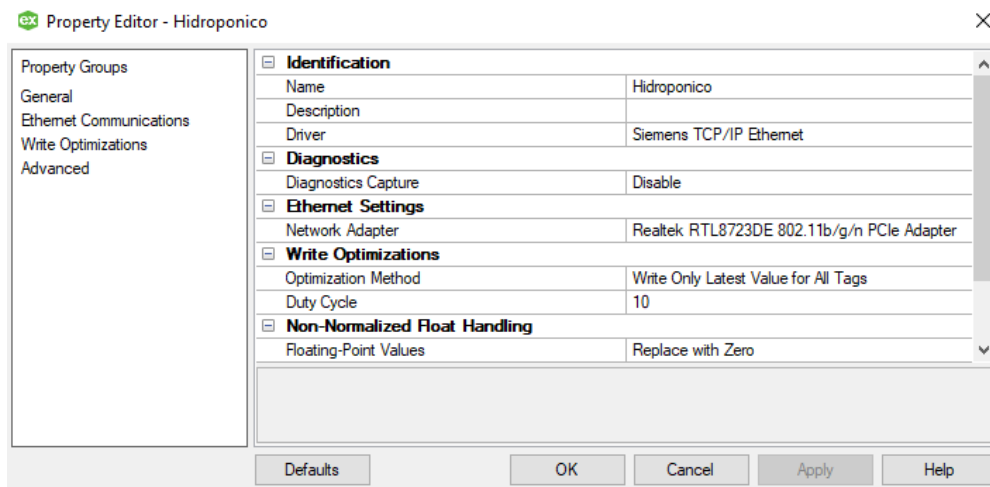 ex Property Editor - Hidroponico
Property Groups
General
Ethernet Communications
Write Optimizations
Advanced
Identification
Name Hidroponico
Description
Driver Siemens TCP/IP Ethernet
Diagnostics
Diagnostics Capture Disable
Ethernet Settings
Network Adapter Realtek RTL8723DE 802.11b/g/n PCIe Adapter
Write Optimizations
Optimization Method Write Only Latest Value for All Tags
Duty Cycle 10
Non-Normalized Float Handling
Floating-Point Values Replace with Zero
Defaults OK Cancel Apply Help